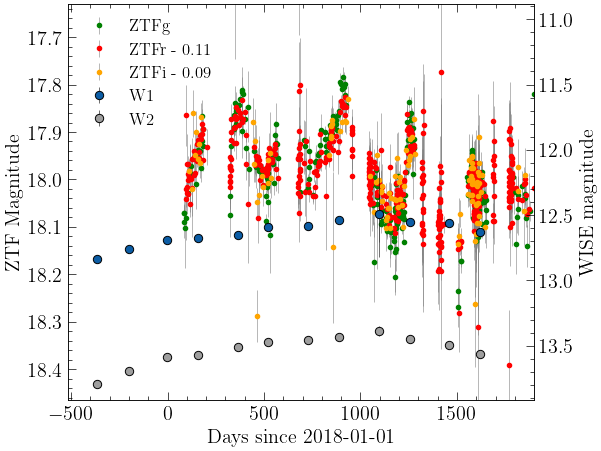 ZTFg
ZTFr - 0.11
ZTFi - 0.09
W1
W2
17.7
17.8
17.9
18.0
18.1
18.2
18.3
18.4
ZTF Magnitude
11.0
11.5
12.0
12.5
13.0
13.5
WISE magnitude
-500
0
500
1000
1500
Days since 2018-01-01